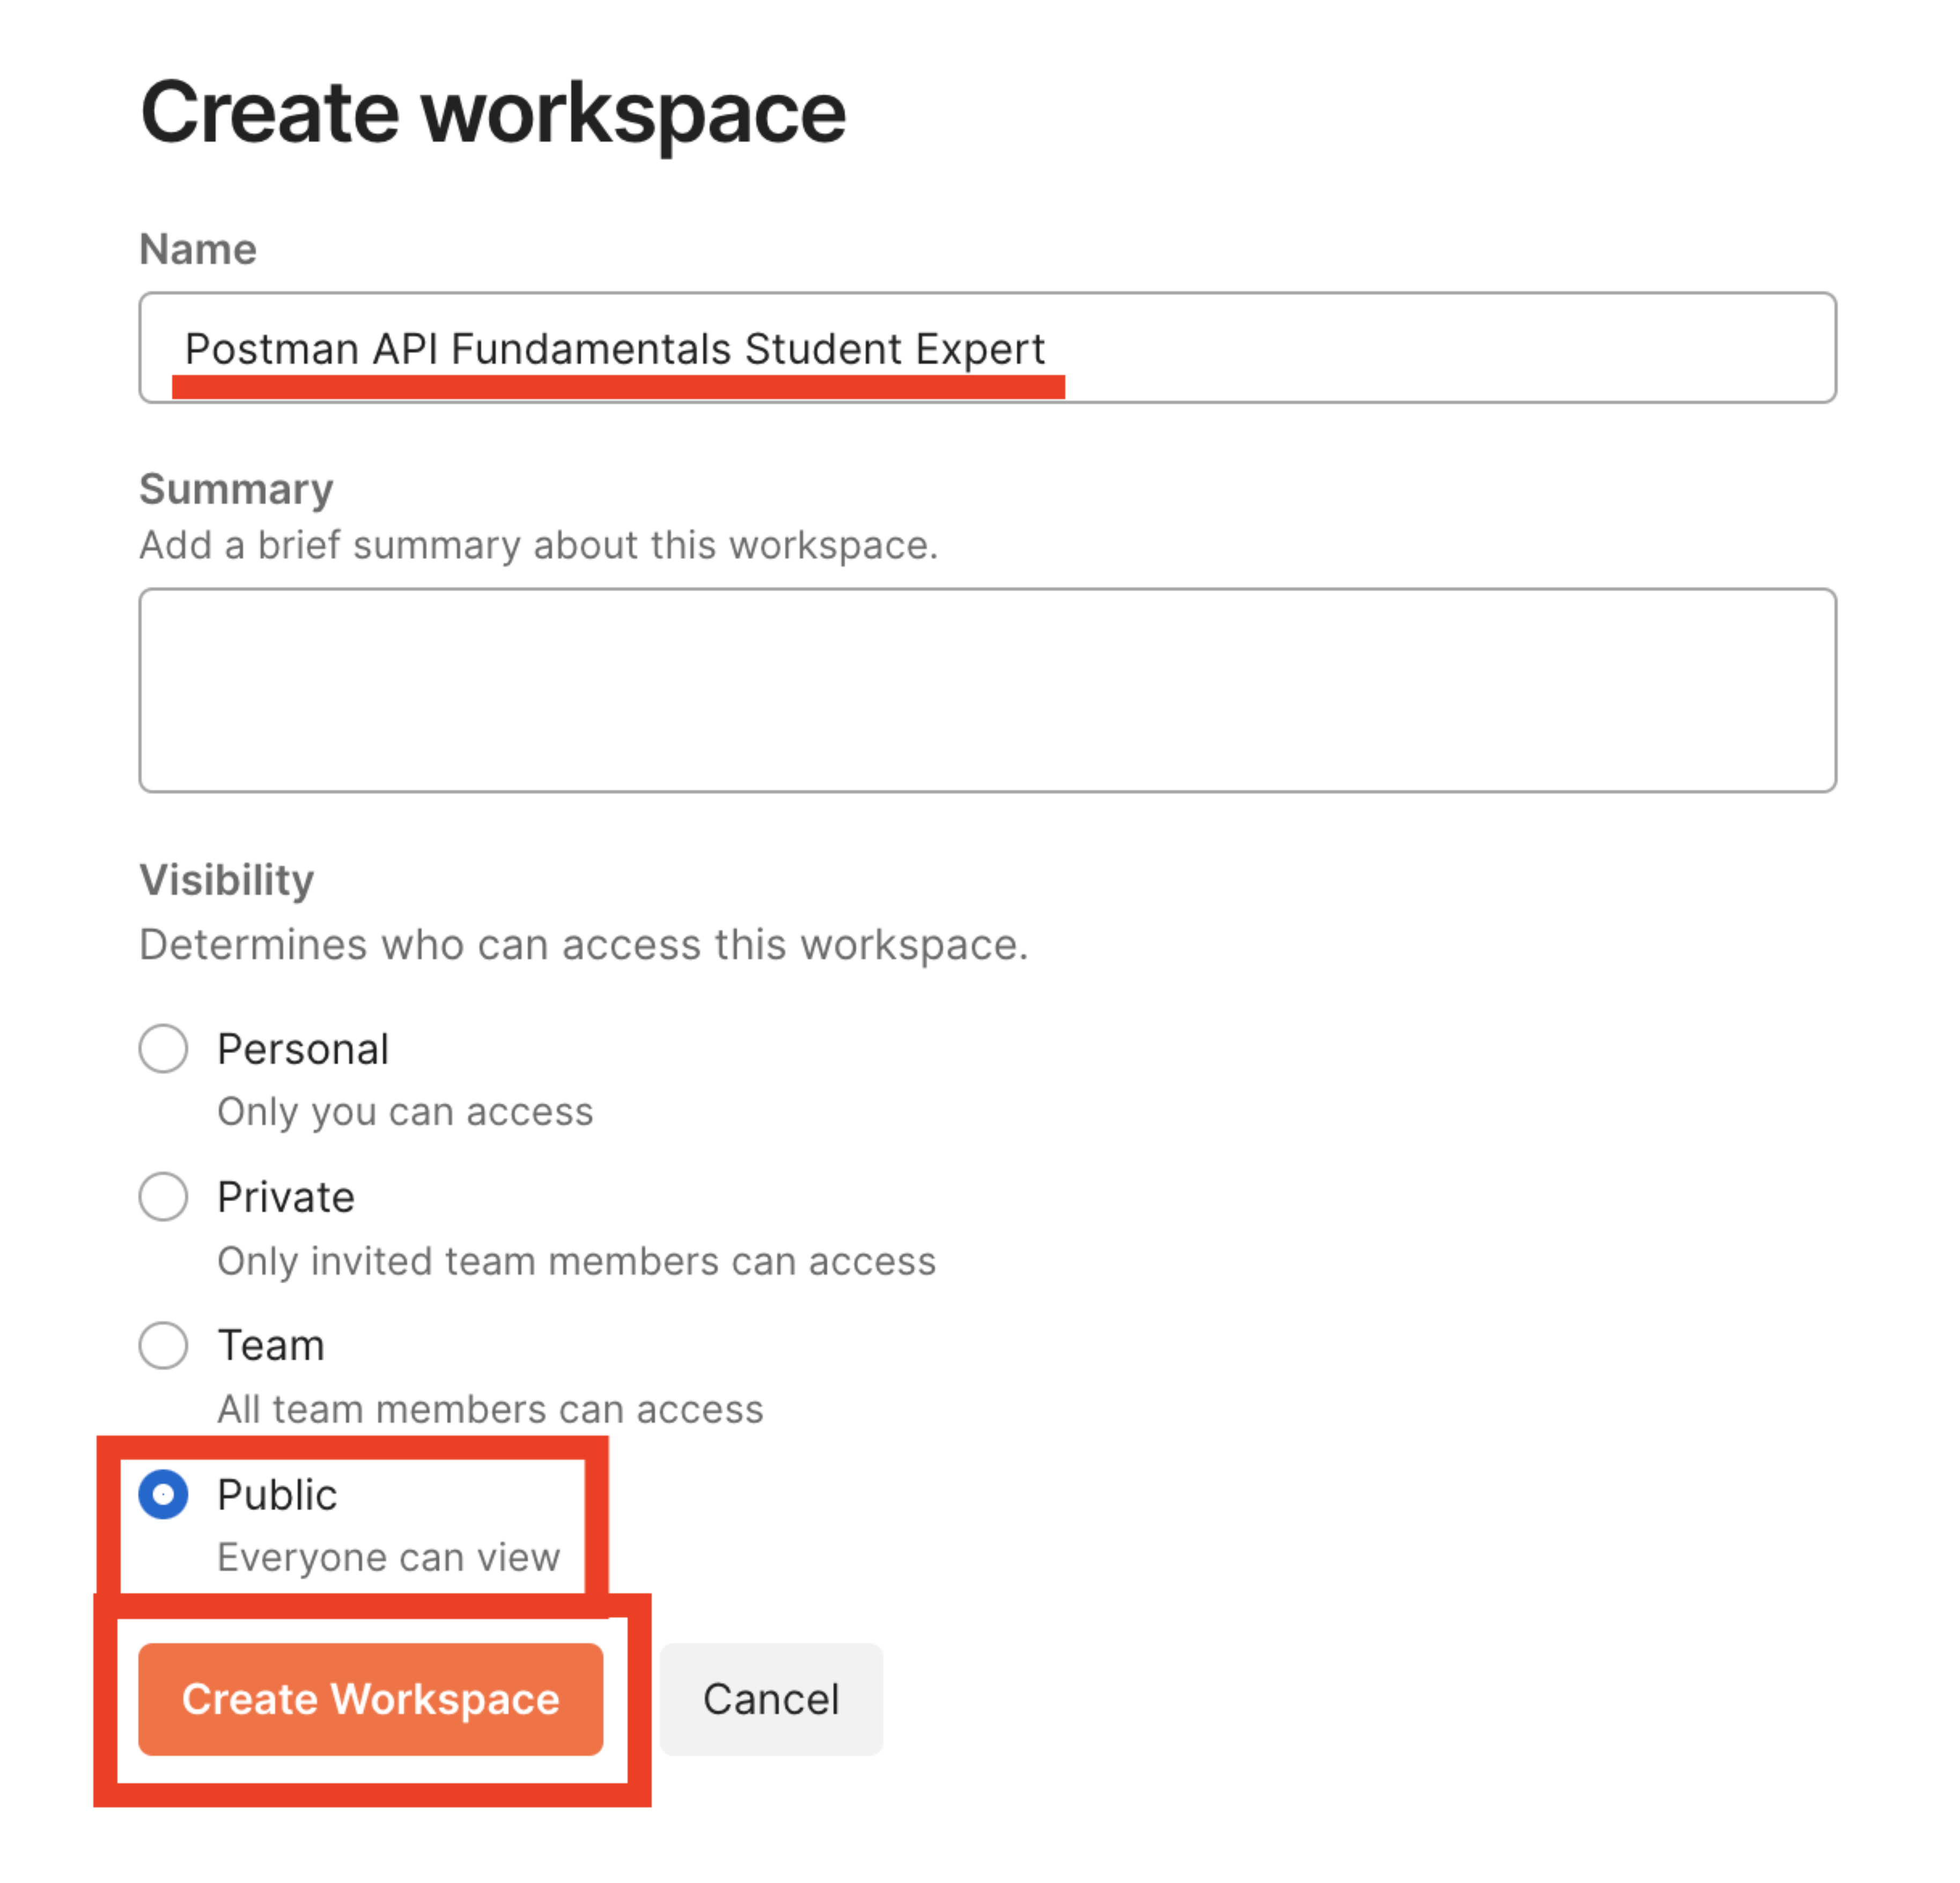 Create workspace
Name
Postman API Fundamentals Student Expert
Summary
Add a brief summary about this workspace.
Visibility
Determines who can access this workspace.
Personal
Only you can access
Private
Only invited team members can access
Team
All team members can access
Public
Everyone can view
Create Workspace
Cancel